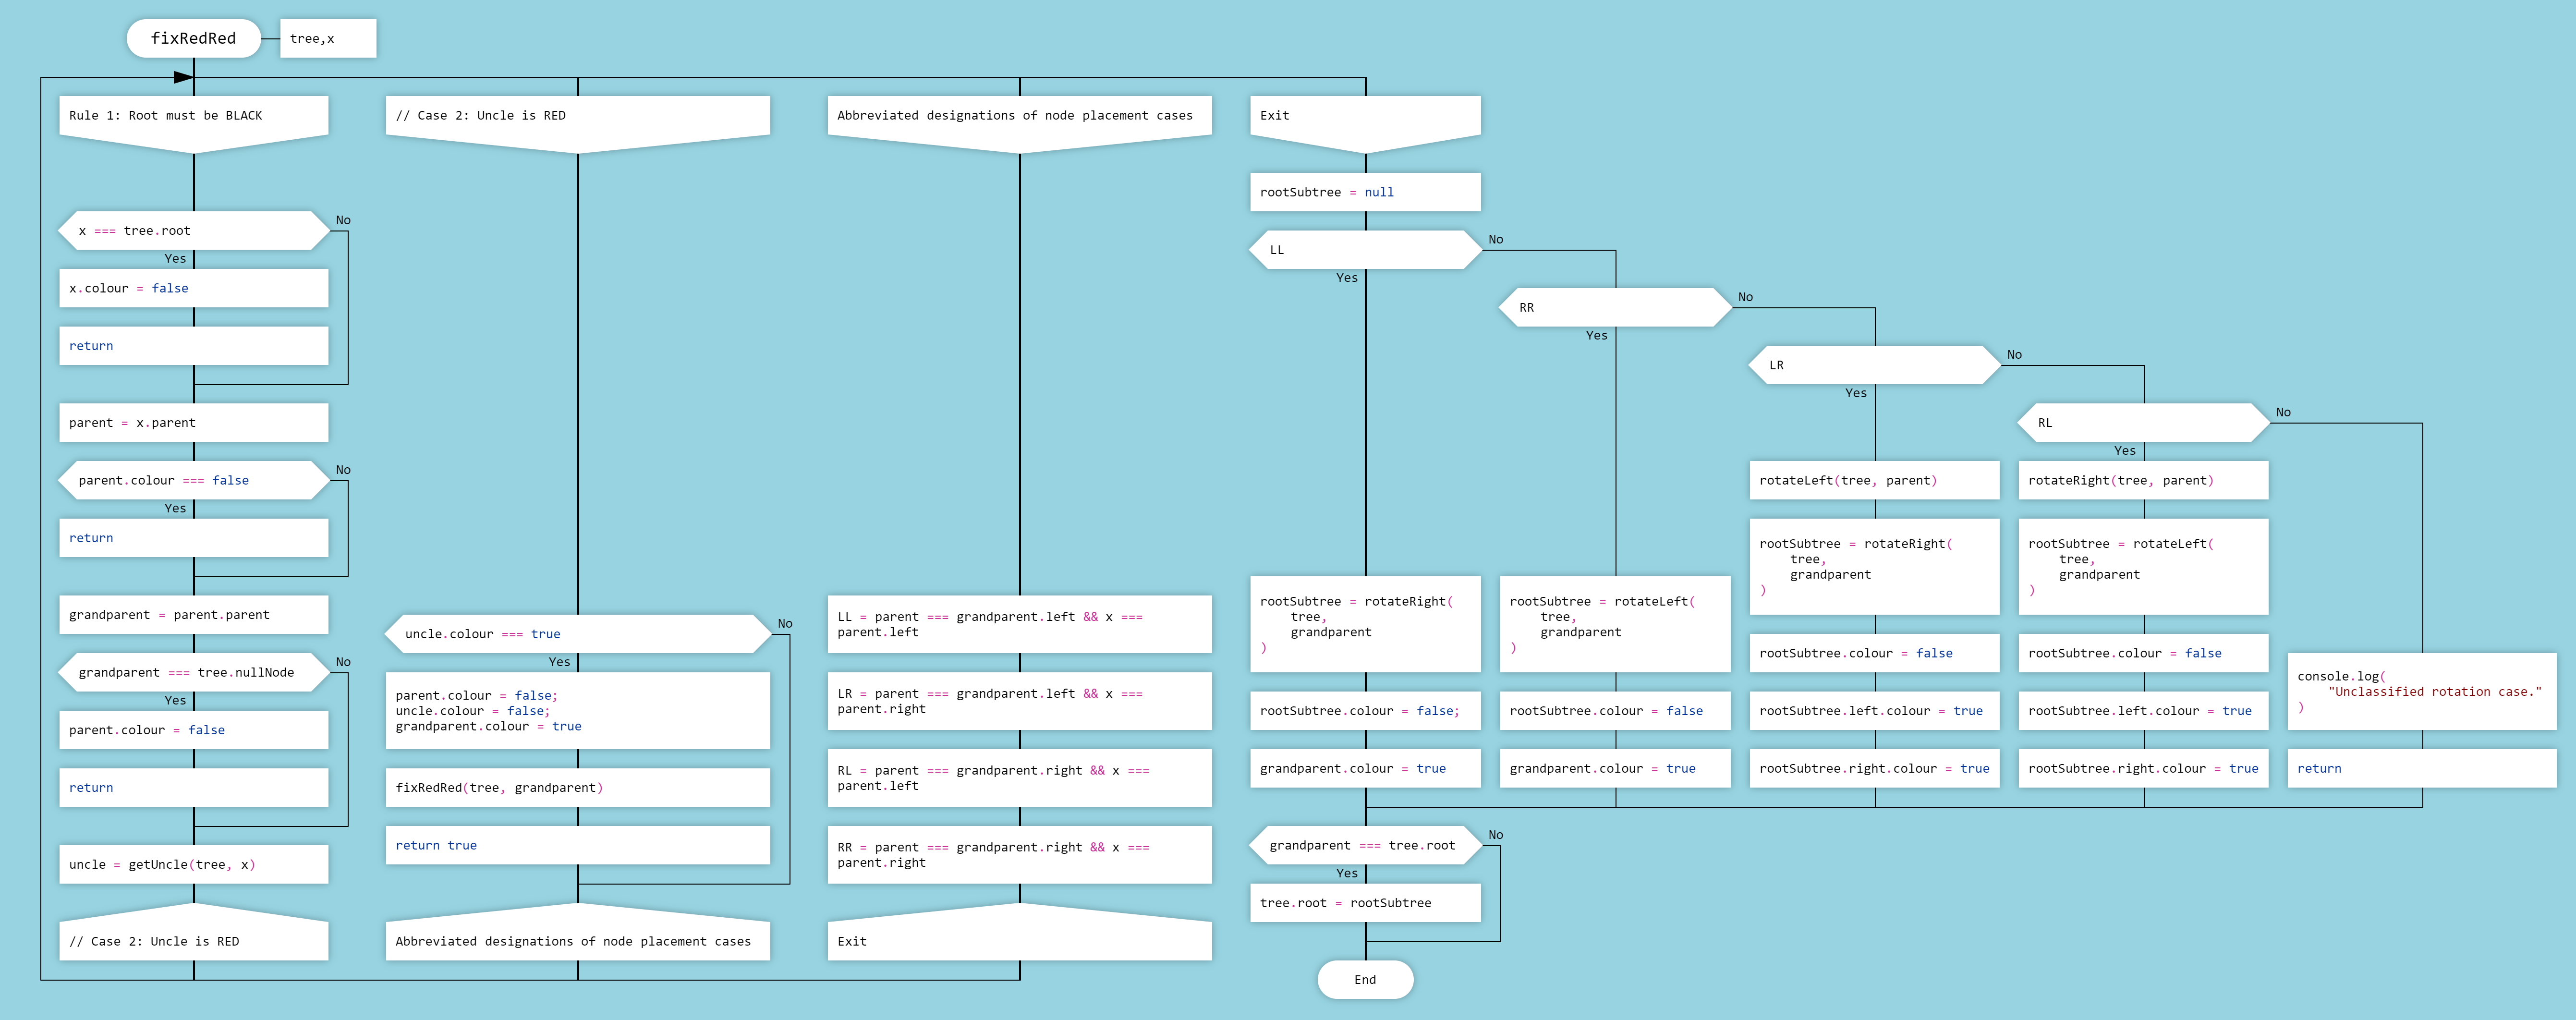 fixRedRed
tree,x
Rule 1: Root must be BLACK
x === tree.root
No
Yes
x.colour = false
return
parent = x.parent
parent.colour === false
No
Yes
return
grandparent = parent.parent
grandparent === tree.nullNode
No
Yes
parent.colour = false
return
uncle = getUncle(tree, x)
// Case 2: Uncle is RED
// Case 2: Uncle is RED
uncle.colour === true
No
Yes
parent.colour = false;
uncle.colour = false;
grandparent.colour = true
fixRedRed(tree, grandparent)
return true
Abbreviated designations of node placement cases
Abbreviated designations of node placement cases
LL = parent === grandparent.left && x ===
parent.left
LR = parent === grandparent.left && x ===
parent.right
RL = parent === grandparent.right && x ===
parent.left
RR = parent === grandparent.right && x ===
parent.right
Exit
Exit
rootSubtree = null
LL
No
Yes
rootSubtree = rotateRight(
tree,
grandparent
)
rootSubtree.colour = false;
grandparent.colour = true
RR
No
Yes
rootSubtree = rotateLeft(
tree,
grandparent
)
rootSubtree.colour = false
grandparent.colour = true
LR
No
Yes
rotateLeft(tree, parent)
rootSubtree = rotateRight(
tree,
grandparent
)
rootSubtree.colour = false
rootSubtree.left.colour = true
rootSubtree.right.colour = true
RL
No
Yes
rotateRight(tree, parent)
rootSubtree = rotateLeft(
tree,
grandparent
)
rootSubtree.colour = false
rootSubtree.left.colour = true
rootSubtree.right.colour = true
console.log(
"Unclassified rotation case."
)
return
grandparent === tree.root
No
Yes
tree.root = rootSubtree
End